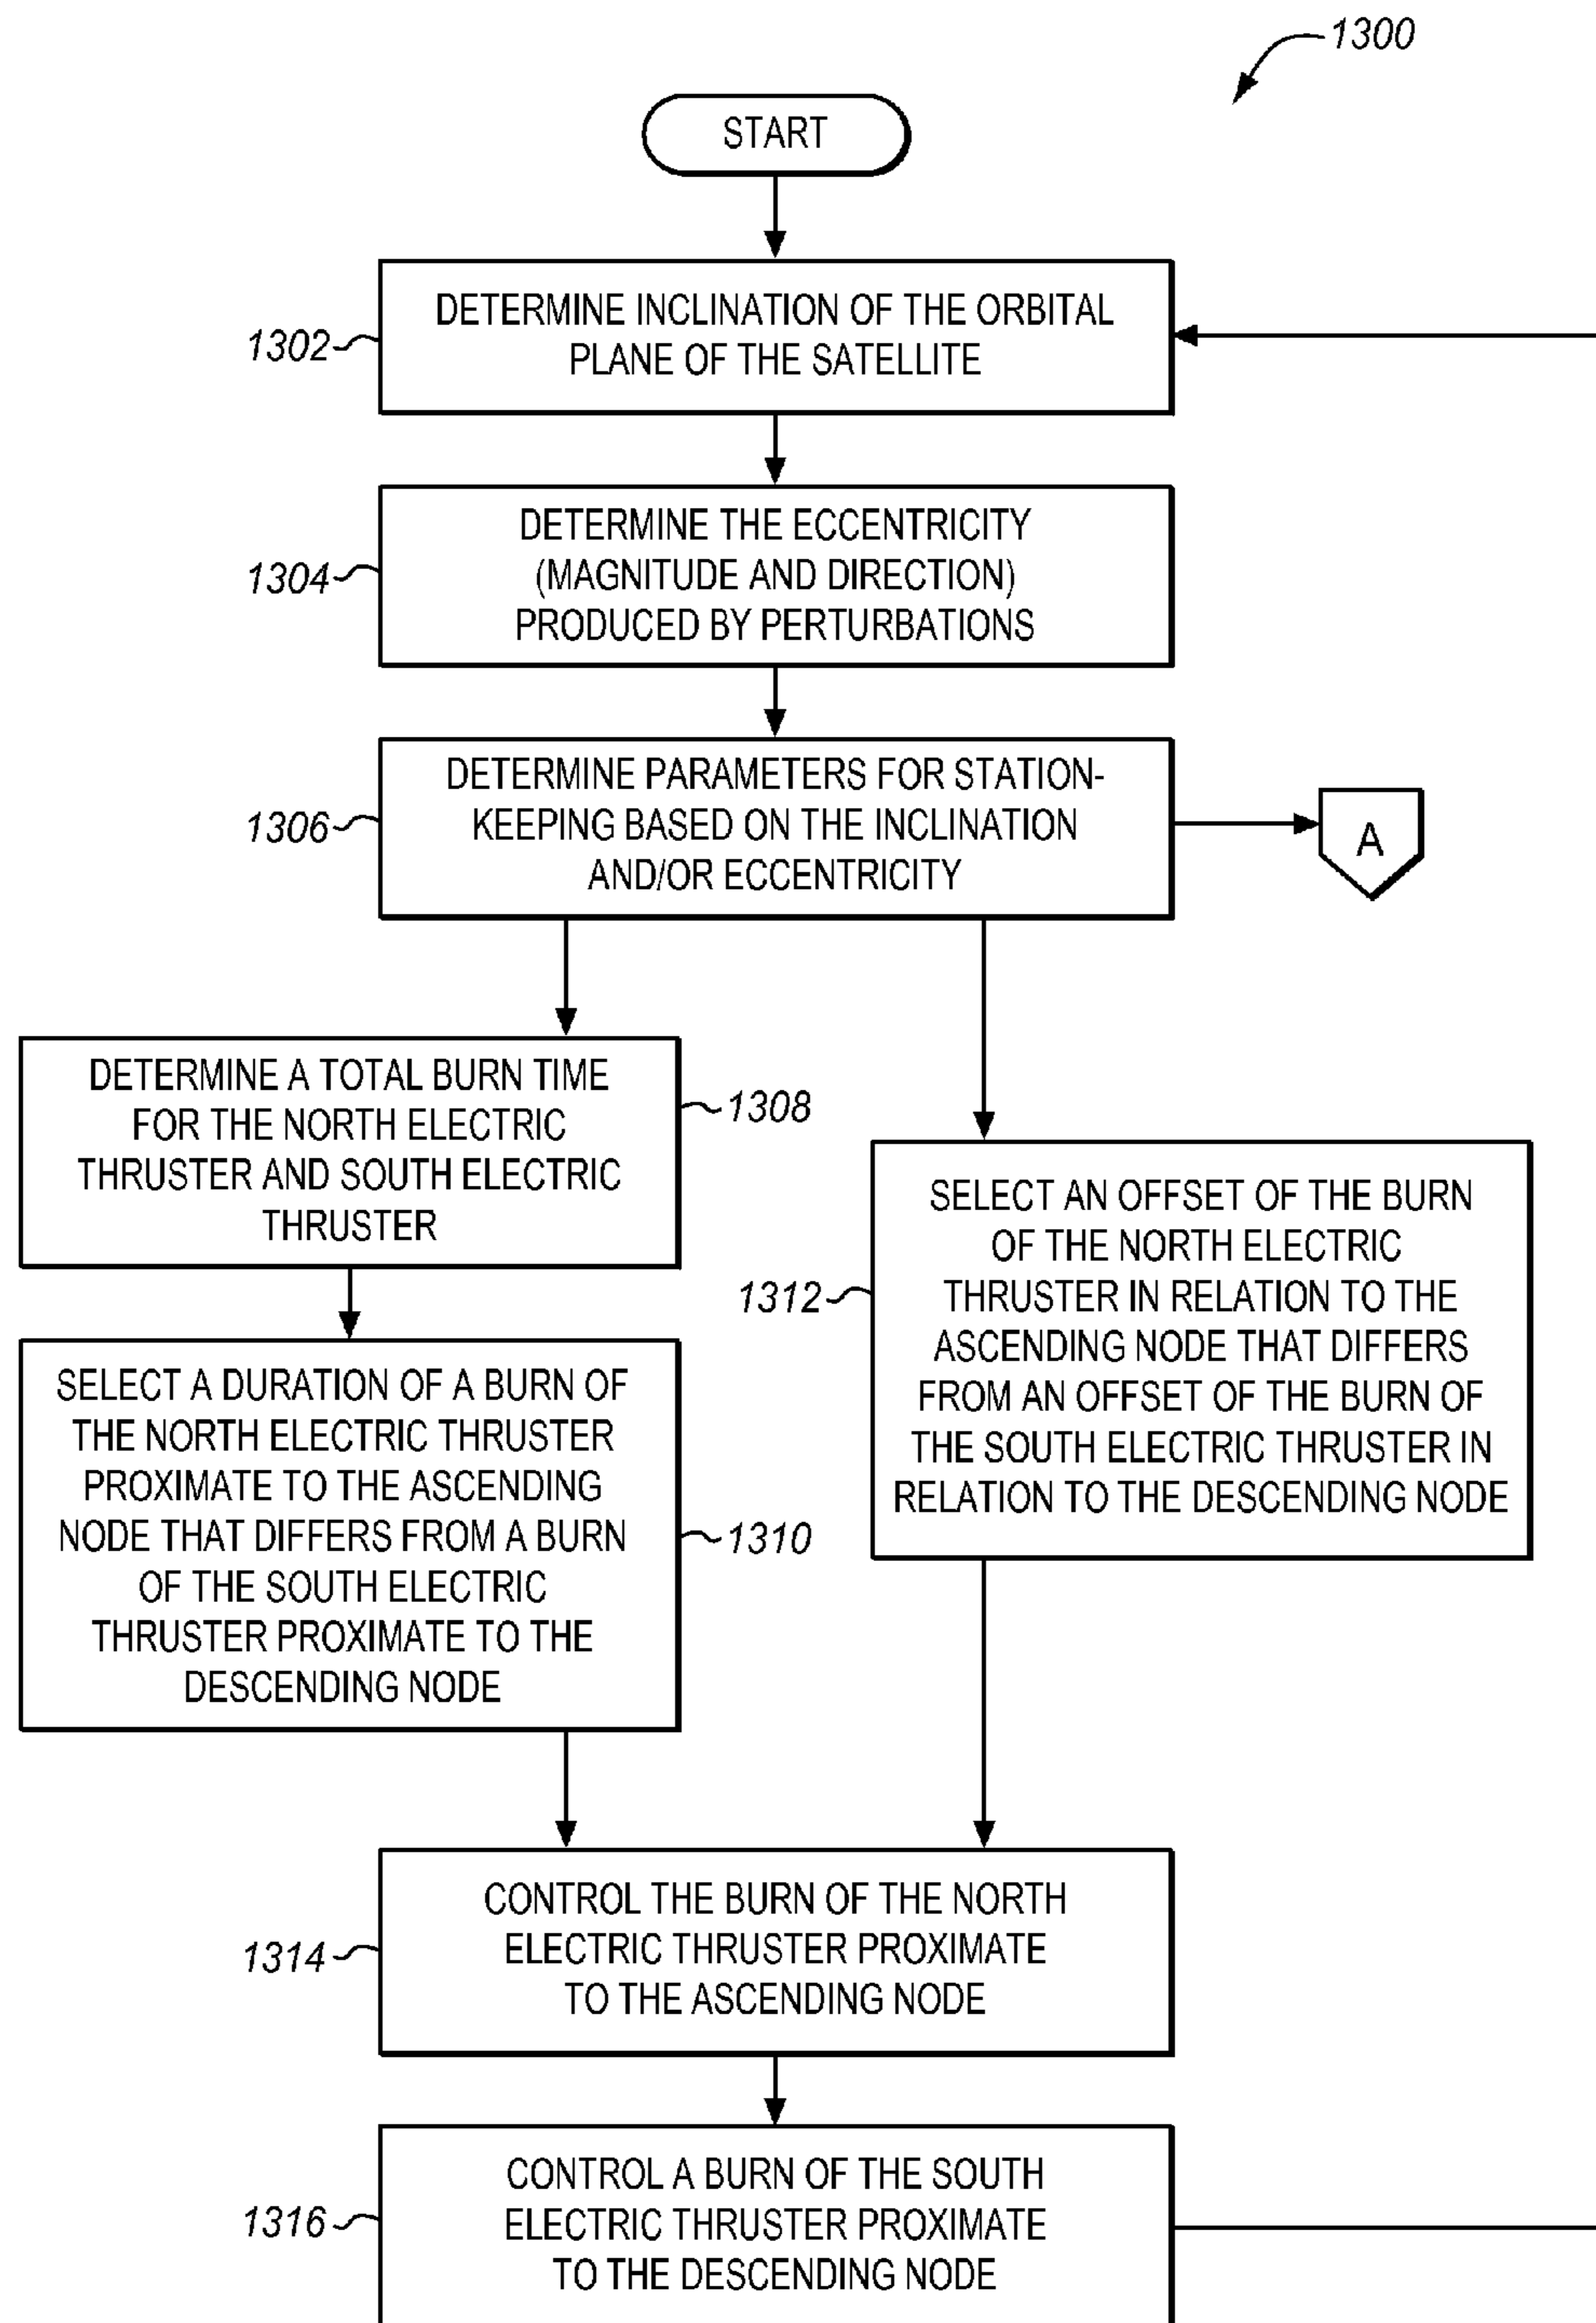 1300
START
1302
DETERMINE INCLINATION OF THE ORBITAL
PLANE OF THE SATELLITE
1304
DETERMINE THE ECCENTRICITY
(MAGNITUDE AND DIRECTION)
PRODUCED BY PERTURBATIONS
1306
DETERMINE PARAMETERS FOR STATION-
KEEPING BASED ON THE INCLINATION
AND/OR ECCENTRICITY
A
DETERMINE A TOTAL BURN TIME
FOR THE NORTH ELECTRIC
THRUSTER AND SOUTH ELECTRIC
THRUSTER
1308
SELECT A DURATION OF A BURN OF
THE NORTH ELECTRIC THRUSTER
PROXIMATE TO THE ASCENDING
NODE THAT DIFFERS FROM A BURN
OF THE SOUTH ELECTRIC
THRUSTER PROXIMATE TO THE
DESCENDING NODE
1310
1312
SELECT AN OFFSET OF THE BURN
OF THE NORTH ELECTRIC
THRUSTER IN RELATION TO THE
ASCENDING NODE THAT DIFFERS
FROM AN OFFSET OF THE BURN OF
THE SOUTH ELECTRIC THRUSTER IN
RELATION TO THE DESCENDING NODE
1314
CONTROL THE BURN OF THE NORTH
ELECTRIC THRUSTER PROXIMATE
TO THE ASCENDING NODE
1316
CONTROL A BURN OF THE SOUTH
ELECTRIC THRUSTER PROXIMATE
TO THE DESCENDING NODE